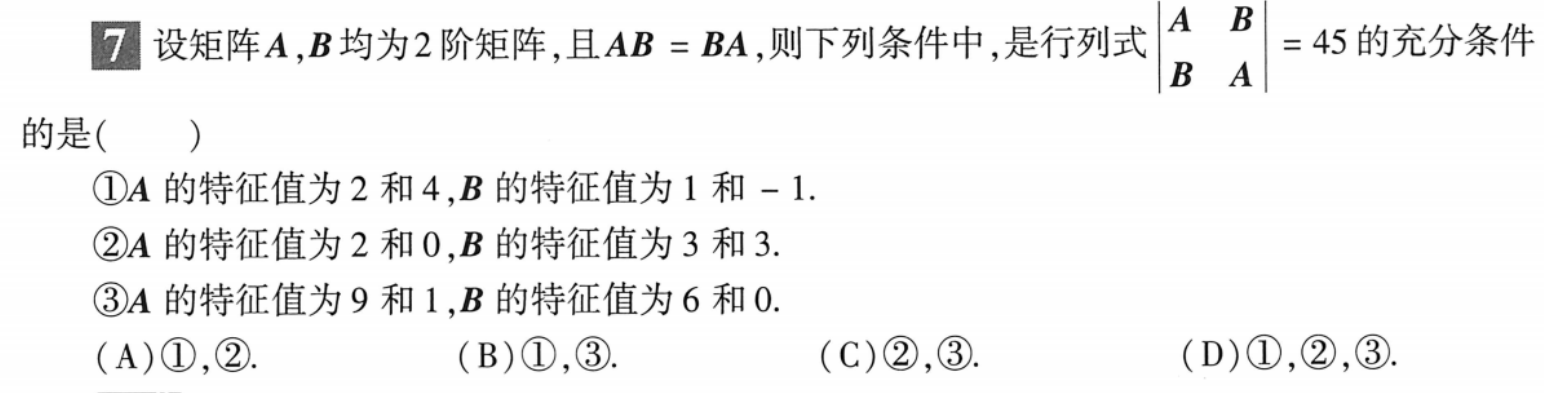 7 设矩阵A,B均为2阶矩阵,且AB = BA,则下列条件中,是行列式|A B
B A| = 45的充分条件
的是(  )
①A 的特征值为 2 和 4,B 的特征值为 1 和 - 1.
②A 的特征值为 2 和 0,B 的特征值为 3 和 3.
③A 的特征值为 9 和 1,B 的特征值为 6 和 0.
(A)①,②. (B)①,③. (C)②,③. (D)①,②,③.